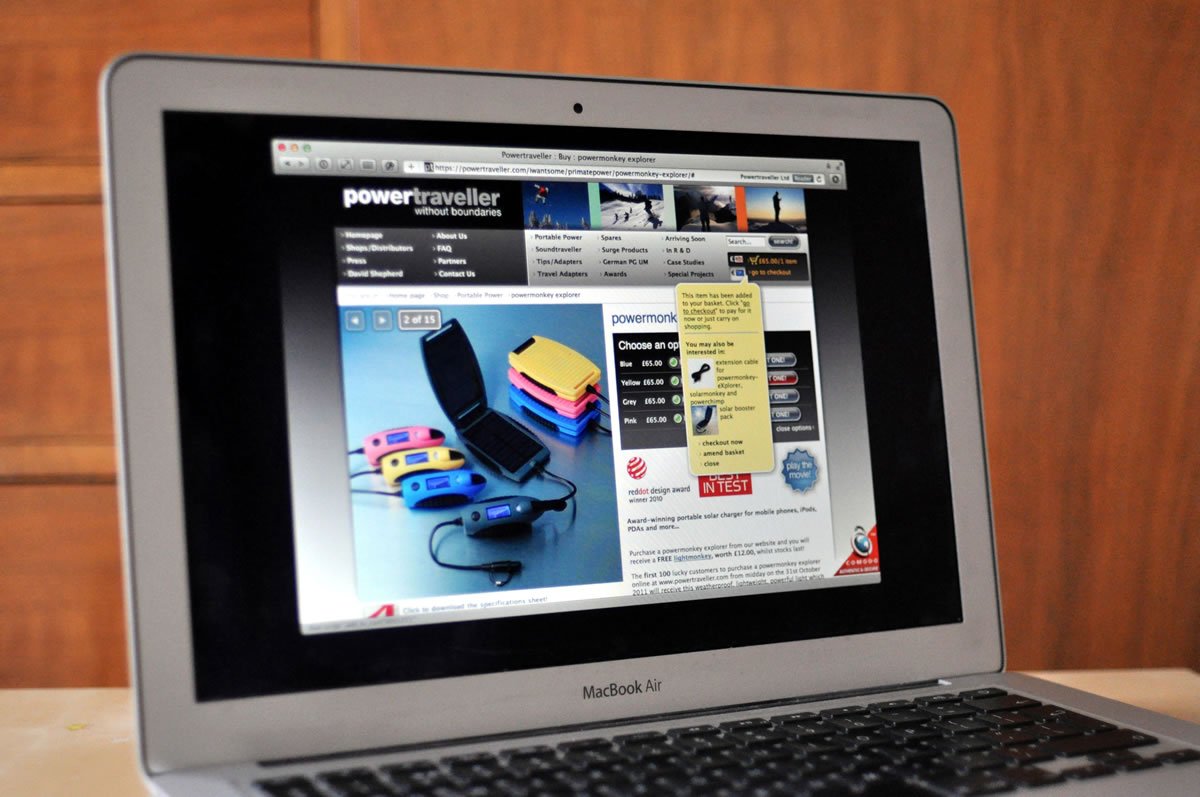 Powertraveller : Buy : powermonkey explorer
https://powertraveller.com/iwantsome/primatepower/powermonkey-explorer/#
Powertraveller Ltd
Reader
powertraveller
without boundaries
Homepage
Shops/Distributors
Press
David Shepherd
About Us
FAQ
Partners
Contact Us
Portable Power
Soundtraveller
Tips/Adapters
Travel Adapters
Spares
Surge Products
German PG UM
Awards
Arriving Soon
In R & D
Case Studies
Special Projects
Search...
search!
£65.00/1 item
go to checkout
Home page Shop Portable Power powermonkey explorer
2 of 15
powermonk
Choose an opt
Blue £65.00
Yellow £65.00
Grey £65.00
Pink £65.00
T ONE!
T ONE!
T ONE!
T ONE!
close options
This item has been added
to your basket. Click "go
to checkout" to pay for it
now or just carry on
shopping.
You may also be
interested in:
extension cable
for
powermonkey-
eXplorer,
solarmonkey and
powerchimp
solar booster
pack
checkout now
amend basket
close
reddot design award
winner 2010
BEST
IN TEST
play the
movie!
Award-winning portable solar charger for mobile phones, iPods,
PDAs and more...
Purchase a powermonkey explorer from our website and you will
receive a FREE lightmonkey, worth £12.00, whilst stocks last!
The first 100 lucky customers to purchase a powermonkey explorer
online at www.powertraveller.com from midday on the 31st October
2011 will receive this weatherproof, lightweight, powerful light which
Click to download the specifications sheet!
COMODO
AUTHENTIC & SECURE
MacBook Air